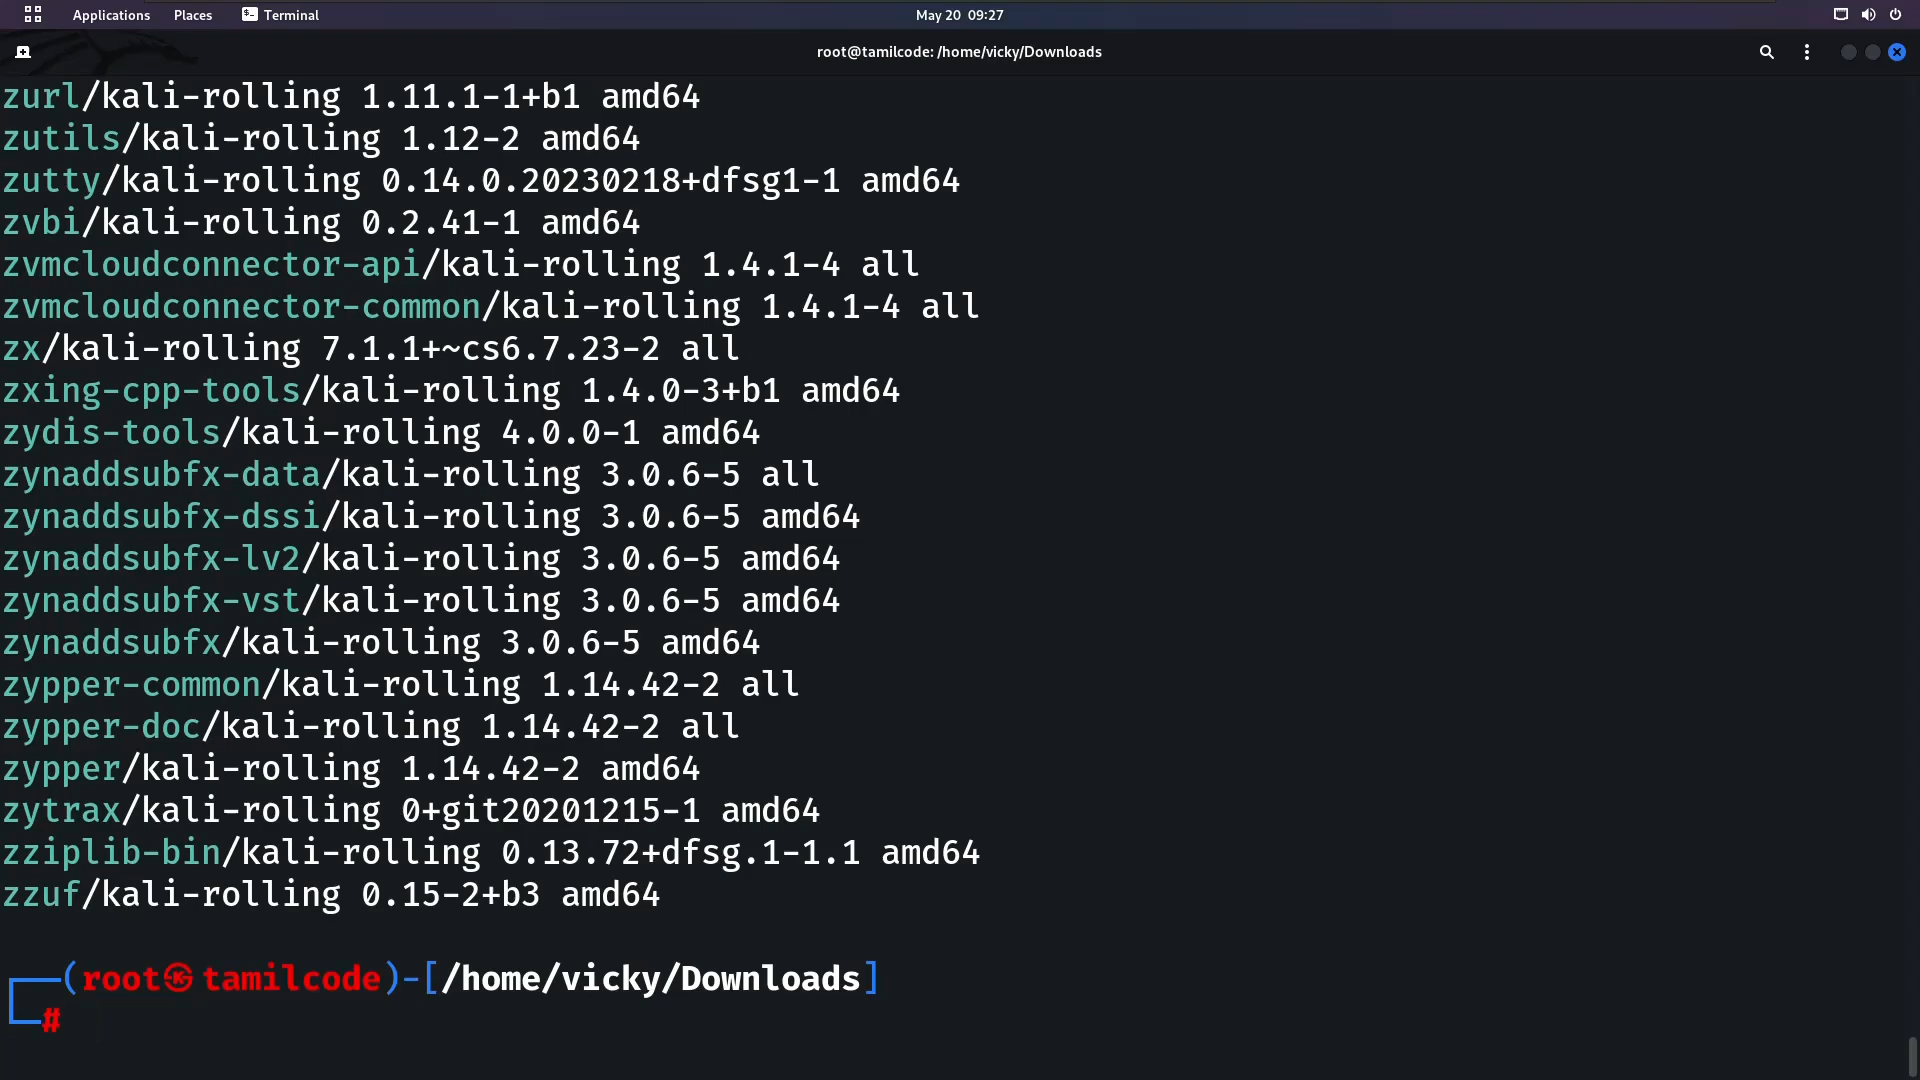 Applications Places Terminal May 20 09:27
root@tamilcode: /home/vicky/Downloads
zurl/kali-rolling 1.11.1-1+b1 amd64
zutils/kali-rolling 1.12-2 amd64
zutty/kali-rolling 0.14.0.20230218+dfsg1-1 amd64
zvbi/kali-rolling 0.2.41-1 amd64
zvmcloudconnector-api/kali-rolling 1.4.1-4 all
zvmcloudconnector-common/kali-rolling 1.4.1-4 all
zx/kali-rolling 7.1.1+~cs6.7.23-2 all
zxing-cpp-tools/kali-rolling 1.4.0-3+b1 amd64
zydis-tools/kali-rolling 4.0.0-1 amd64
zynaddsubfx-data/kali-rolling 3.0.6-5 all
zynaddsubfx-dssi/kali-rolling 3.0.6-5 amd64
zynaddsubfx-lv2/kali-rolling 3.0.6-5 amd64
zynaddsubfx-vst/kali-rolling 3.0.6-5 amd64
zynaddsubfx/kali-rolling 3.0.6-5 amd64
zypper-common/kali-rolling 1.14.42-2 all
zypper-doc/kali-rolling 1.14.42-2 all
zypper/kali-rolling 1.14.42-2 amd64
zytrax/kali-rolling 0+git20201215-1 amd64
zziplib-bin/kali-rolling 0.13.72+dfsg.1-1.1 amd64
zzuf/kali-rolling 0.15-2+b3 amd64
┌──(root㉿tamilcode)-[/home/vicky/Downloads]
└─#